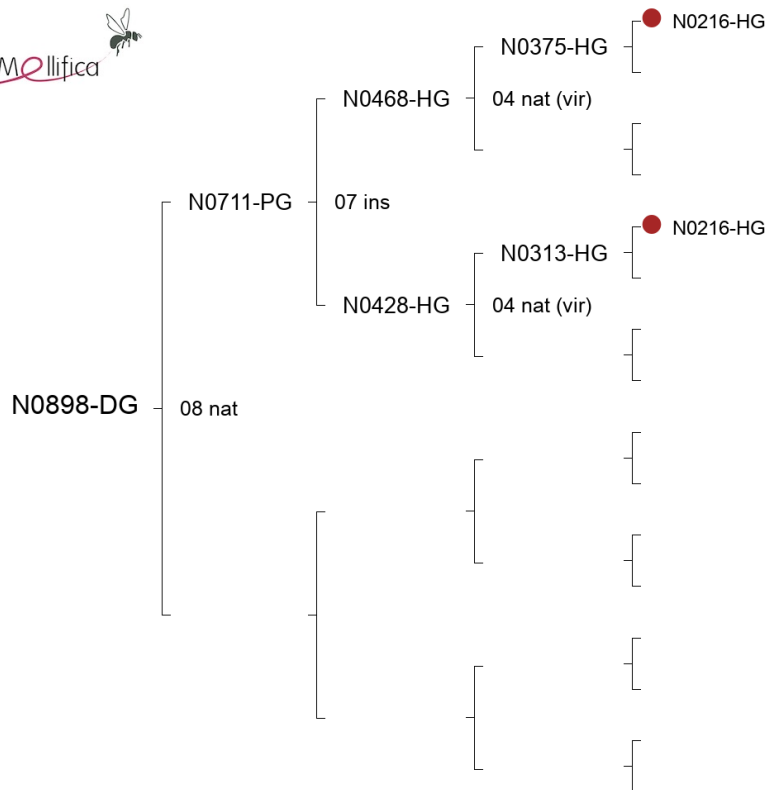 Mellifica
N0216-HG
N0375-HG
N0468-HG
04 nat (vir)
N0711-PG
07 ins
N0216-HG
N0313-HG
N0428-HG
04 nat (vir)
N0898-DG
08 nat